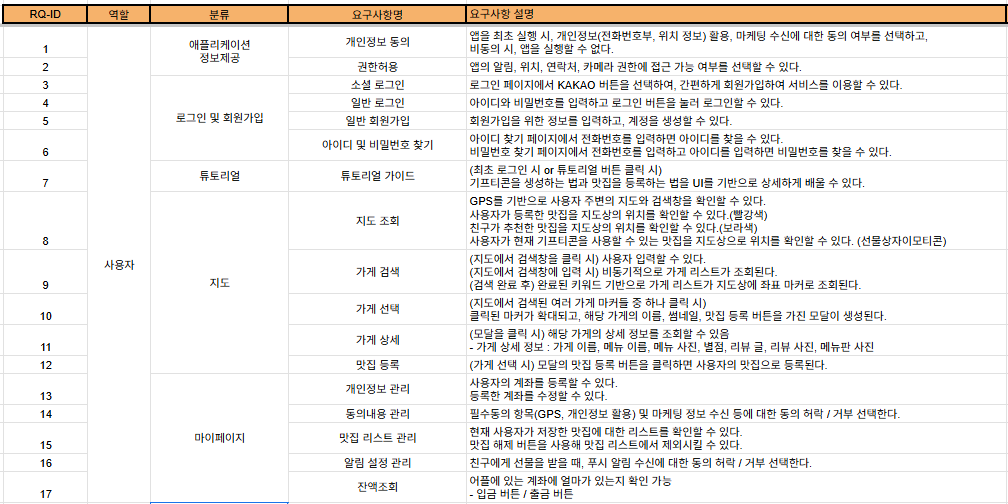 RQ-ID 역할 분류 요구사항명 요구사항 설명
사용자
애플리케이션
정보제공
1 개인정보 동의 앱을 최초 실행 시, 개인정보(전화번호부, 위치 정보) 활용, 마케팅 수신에 대한 동의 여부를 선택하고,
비동의 시, 앱을 실행할 수 없다.
2 권한허용 앱의 알림, 위치, 연락처, 카메라 권한에 접근 가능 여부를 선택할 수 있다.
로그인 및 회원가입
3 소셜 로그인 로그인 페이지에서 KAKAO 버튼을 선택하여, 간편하게 회원가입하여 서비스를 이용할 수 있다.
4 일반 로그인 아이디와 비밀번호를 입력하고 로그인 버튼을 눌러 로그인할 수 있다.
5 일반 회원가입 회원가입을 위한 정보를 입력하고, 계정을 생성할 수 있다.
6 아이디 및 비밀번호 찾기 아이디 찾기 페이지에서 전화번호를 입력하면 아이디를 찾을 수 있다.
비밀번호 찾기 페이지에서 전화번호를 입력하고 아이디를 입력하면 비밀번호를 찾을 수 있다.
튜토리얼
7 튜토리얼 가이드 (최초 로그인 시 or 튜토리얼 버튼 클릭 시)
기프티콘을 생성하는 법과 맛집을 등록하는 법을 UI를 기반으로 상세하게 배울 수 있다.
지도
8 지도 조회 GPS를 기반으로 사용자 주변의 지도와 검색창을 확인할 수 있다.
사용자가 등록한 맛집을 지도상의 위치를 확인할 수 있다.(빨강색)
친구가 추천한 맛집을 지도상의 위치를 확인할 수 있다.(보라색)
사용자가 현재 기프티콘을 사용할 수 있는 맛집을 지도상으로 위치를 확인할 수 있다. (선물상자이모티콘)
9 가게 검색 (지도에서 검색창을 클릭 시) 사용자 입력할 수 있다.
(지도에서 검색창에 입력 시) 비동기적으로 가게 리스트가 조회된다.
(검색 완료 후) 완료된 키워드 기반으로 가게 리스트가 지도상에 좌표 마커로 조회된다.
10 가게 선택 (지도에서 검색된 여러 가게 마커들 중 하나 클릭 시)
클릭된 마커가 확대되고, 해당 가게의 이름, 썸네일, 맛집 등록 버튼을 가진 모달이 생성된다.
11 가게 상세 (모달을 클릭 시) 해당 가게의 상세 정보를 조회할 수 있음
- 가게 상세 정보 : 가게 이름, 메뉴 이름, 메뉴 사진, 별점, 리뷰 글, 리뷰 사진, 메뉴판 사진
12 맛집 등록 (가게 선택 시) 모달의 맛집 등록 버튼을 클릭하면 사용자의 맛집으로 등록된다.
마이페이지
13 개인정보 관리 사용자의 계좌를 등록할 수 있다.
등록한 계좌를 수정할 수 있다.
14 동의내용 관리 필수동의 항목(GPS, 개인정보 활용) 및 마케팅 정보 수신 등에 대한 동의 허락 / 거부 선택한다.
15 맛집 리스트 관리 현재 사용자가 저장한 맛집에 대한 리스트를 확인할 수 있다.
맛집 해제 버튼을 사용해 맛집 리스트에서 제외시킬 수 있다.
16 알림 설정 관리 친구에게 선물을 받을 때, 푸시 알림 수신에 대한 동의 허락 / 거부 선택한다.
17 잔액조회 어플에 있는 계좌에 얼마가 있는지 확인 가능
- 입금 버튼 / 출금 버튼